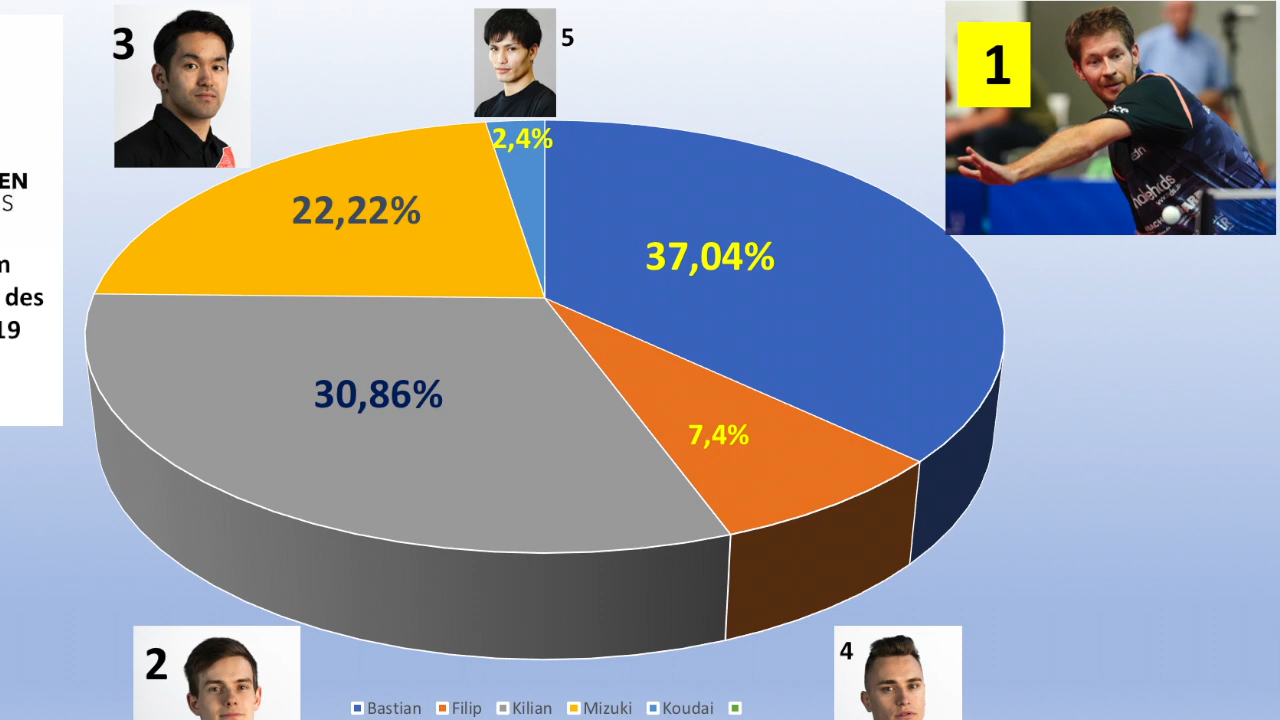 3
5
1
2,4%
22,22%
37,04%
EN
S
des
19
30,86%
7,4%
2
4
Bastian Filip Kilian Mizuki Koudai